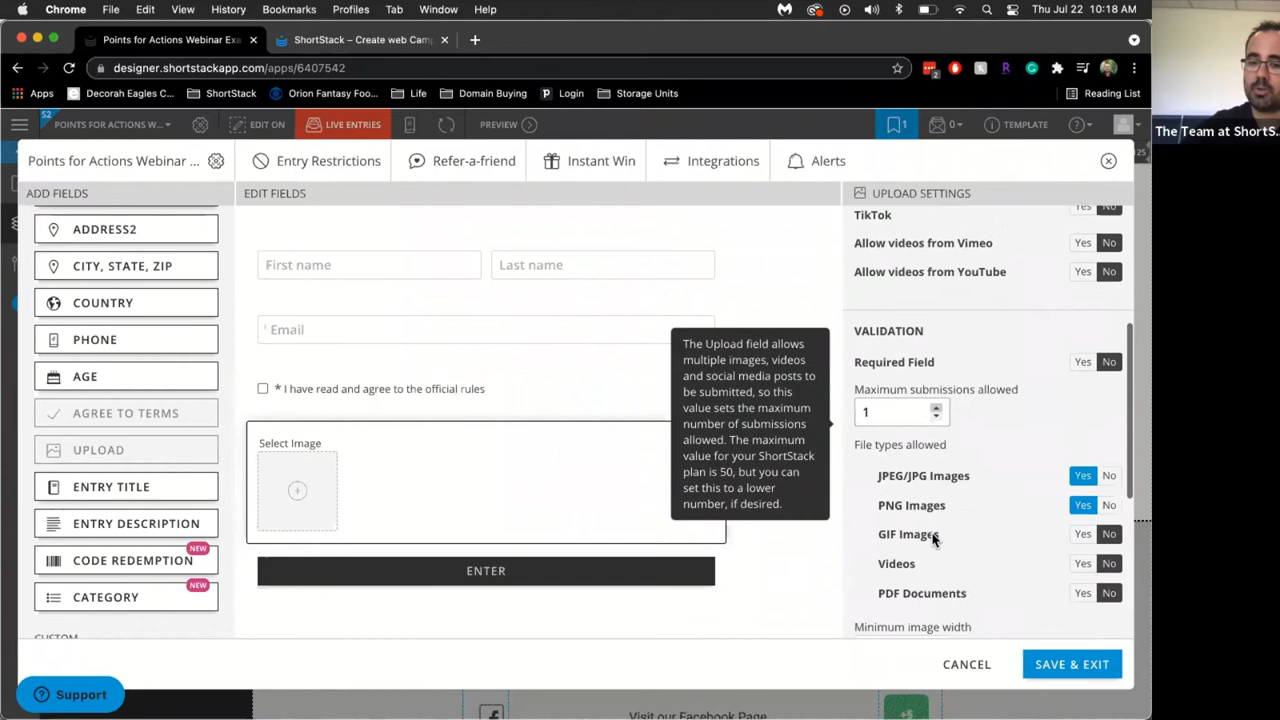 Chrome File Edit View History Bookmarks Profiles Tab Window Help Thu Jul 22 10:18 AM
Points for Actions Webinar Exa
ShortStack – Create web Cam
designer.shortstackapp.com/apps/6407542
Apps Decorah Eagles C... ShortStack Orion Fantasy Foo... Life Domain Buying Login Storage Units Reading List
POINTS FOR ACTIONS W... EDIT ON LIVE ENTRIES PREVIEW 1 0 TEMPLATE
The Team at ShortS...
Points for Actions Webinar ... Entry Restrictions Refer-a-friend Instant Win Integrations Alerts
ADD FIELDS
EDIT FIELDS
UPLOAD SETTINGS
ADDRESS2
CITY, STATE, ZIP
COUNTRY
PHONE
AGE
AGREE TO TERMS
UPLOAD
ENTRY TITLE
ENTRY DESCRIPTION
NEW
CODE REDEMPTION
NEW
CATEGORY
CUSTOM
First name
Last name
Email
* I have read and agree to the official rules
Select Image
ENTER
The Upload field allows
multiple images, videos
and social media posts to
be submitted, so this
value sets the maximum
number of submissions
allowed. The maximum
value for your ShortStack
plan is 50, but you can
set this to a lower
number, if desired.
TikTok Yes No
Allow videos from Vimeo Yes No
Allow videos from YouTube Yes No
VALIDATION
Required Field Yes No
Maximum submissions allowed
1
File types allowed
JPEG/JPG Images Yes No
PNG Images Yes No
GIF Images Yes No
Videos Yes No
PDF Documents Yes No
Minimum image width
CANCEL
SAVE & EXIT
Support
Visit our Facebook Page
+5